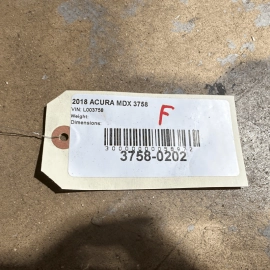 2018 ACURA MDX 3758
VIN: L003758
Weight:
Dimensions:
F
3758-0202